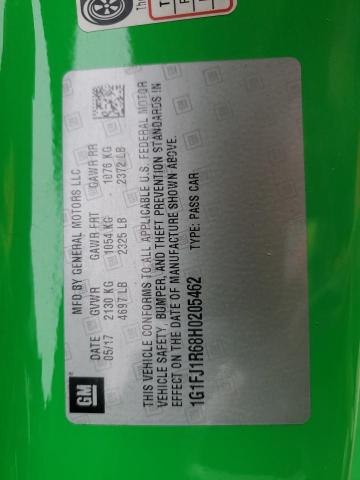 MFD BY GENERAL MOTORS LLC
DATE GVWR GAWR FRT GAWR RR
05/17 2130 KG 1054 KG 1076 KG
4697 LB 2325 LB 2372 LB
THIS VEHICLE CONFORMS TO ALL APPLICABLE U.S. FEDERAL MOTOR
VEHICLE SAFETY, BUMPER, AND THEFT PREVENTION STANDARDS IN
EFFECT ON THE DATE OF MANUFACTURE SHOWN ABOVE.
1G1FJ1R68H0205462 TYPE: PASS CAR
GM